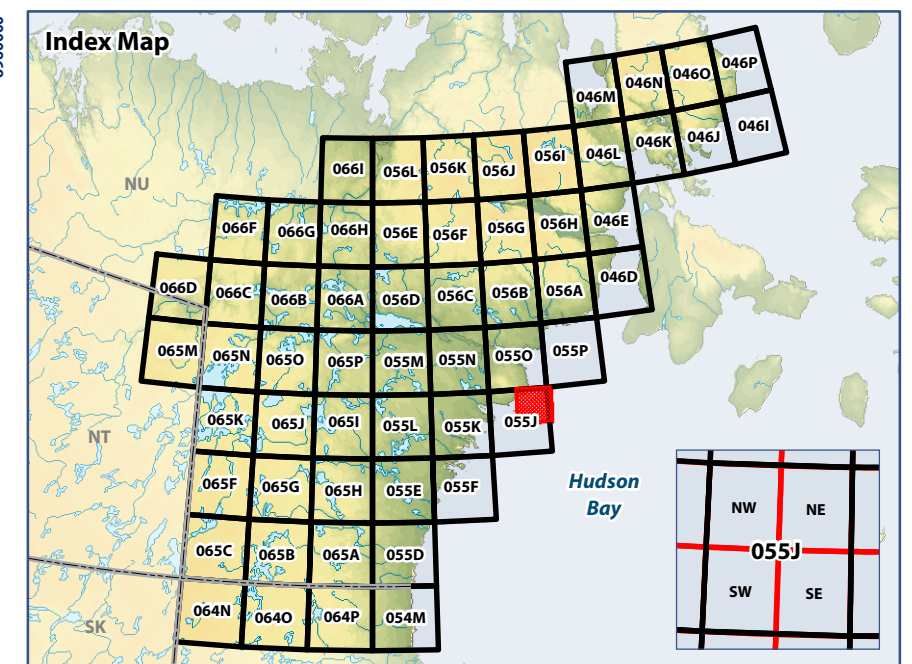 Index Map
046M 046N 046O 046P
066I 056L 056K 056J 056I 046L 046K 046J 046I
NU
066F 066G 066H 056E 056F 056G 056H 046E
066D 066C 066B 066A 056D 056C 056B 056A 046D
065M 065N 065O 065P 055M 055N 055O 055P
065K 065J 065I 055L 055K 055J
NT
065F 065G 065H 055E 055F
Hudson
Bay
065C 065B 065A 055D
064N 064O 064P 054M
SK
NW NE
055J
SW SE